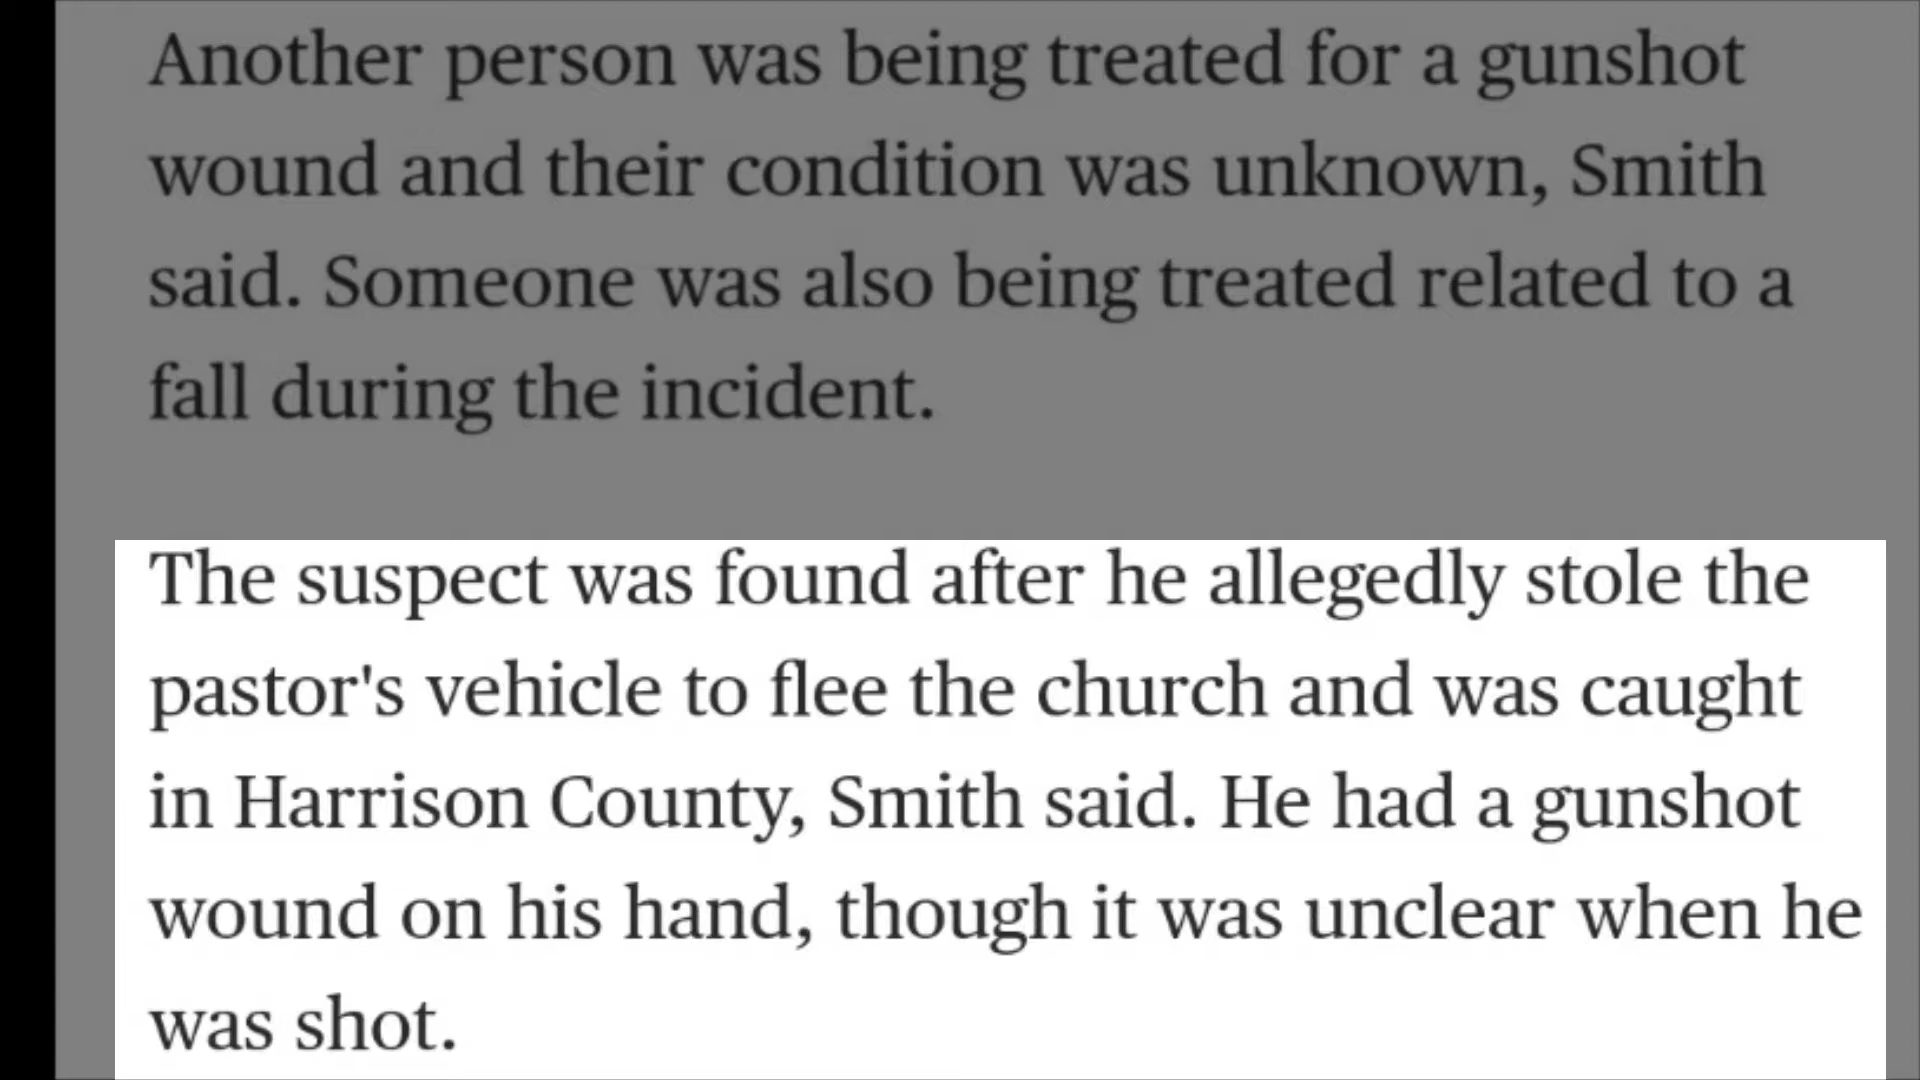 Another person was being treated for a gunshot
wound and their condition was unknown, Smith
said. Someone was also being treated related to a
fall during the incident.
The suspect was found after he allegedly stole the
pastor's vehicle to flee the church and was caught
in Harrison County, Smith said. He had a gunshot
wound on his hand, though it was unclear when he
was shot.